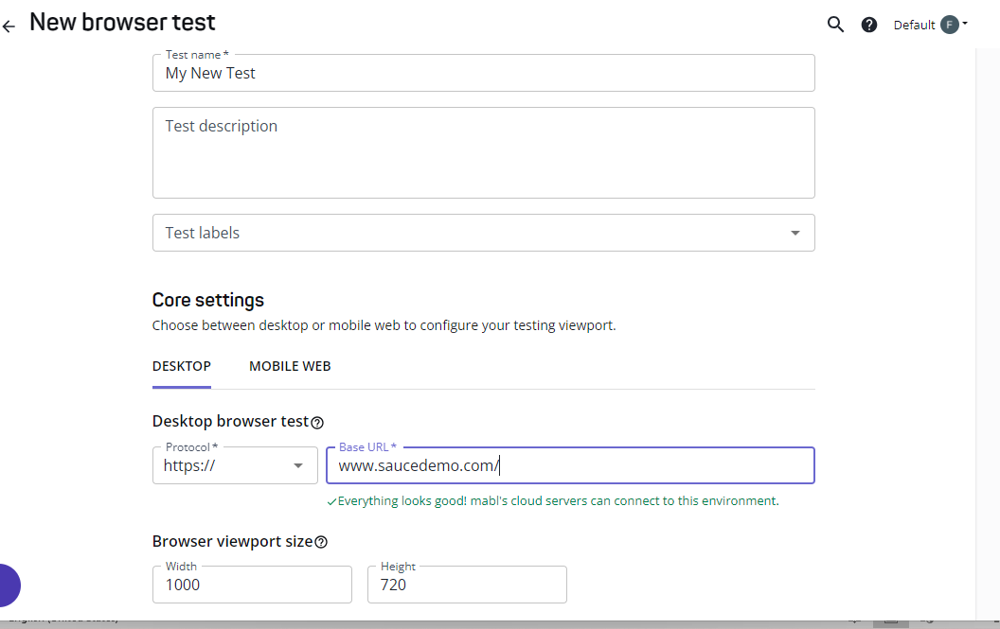 New browser test
Default F
Test name *
My New Test
Test description
Test labels
Core settings
Choose between desktop or mobile web to configure your testing viewport.
DESKTOP MOBILE WEB
Desktop browser test
Protocol * Base URL *
https:// www.saucedemo.com/
Everything looks good! mabl's cloud servers can connect to this environment.
Browser viewport size
Width Height
1000 720